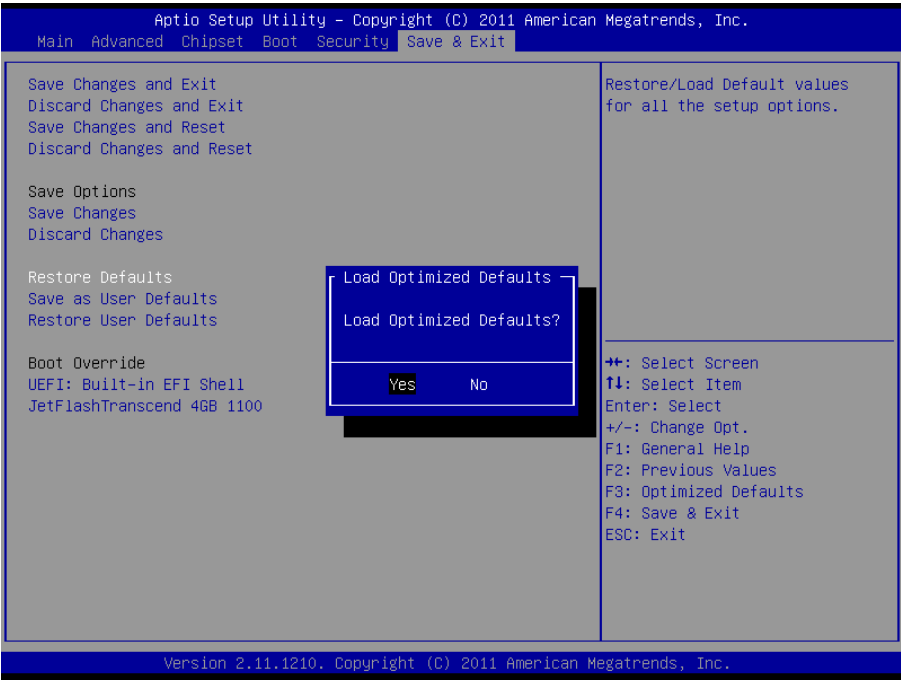 Aptio Setup Utility – Copyright (C) 2011 American Megatrends, Inc.
Main Advanced Chipset Boot Security Save & Exit
Save Changes and Exit
Discard Changes and Exit
Save Changes and Reset
Discard Changes and Reset
Save Options
Save Changes
Discard Changes
Restore Defaults
Save as User Defaults
Restore User Defaults
Boot Override
UEFI: Built-in EFI Shell
JetFlashTranscend 4GB 1100
Load Optimized Defaults
Load Optimized Defaults?
Yes No
Restore/Load Default values
for all the setup options.
→←: Select Screen
↑↓: Select Item
Enter: Select
+/-: Change Opt.
F1: General Help
F2: Previous Values
F3: Optimized Defaults
F4: Save & Exit
ESC: Exit
Version 2.11.1210. Copyright (C) 2011 American Megatrends, Inc.